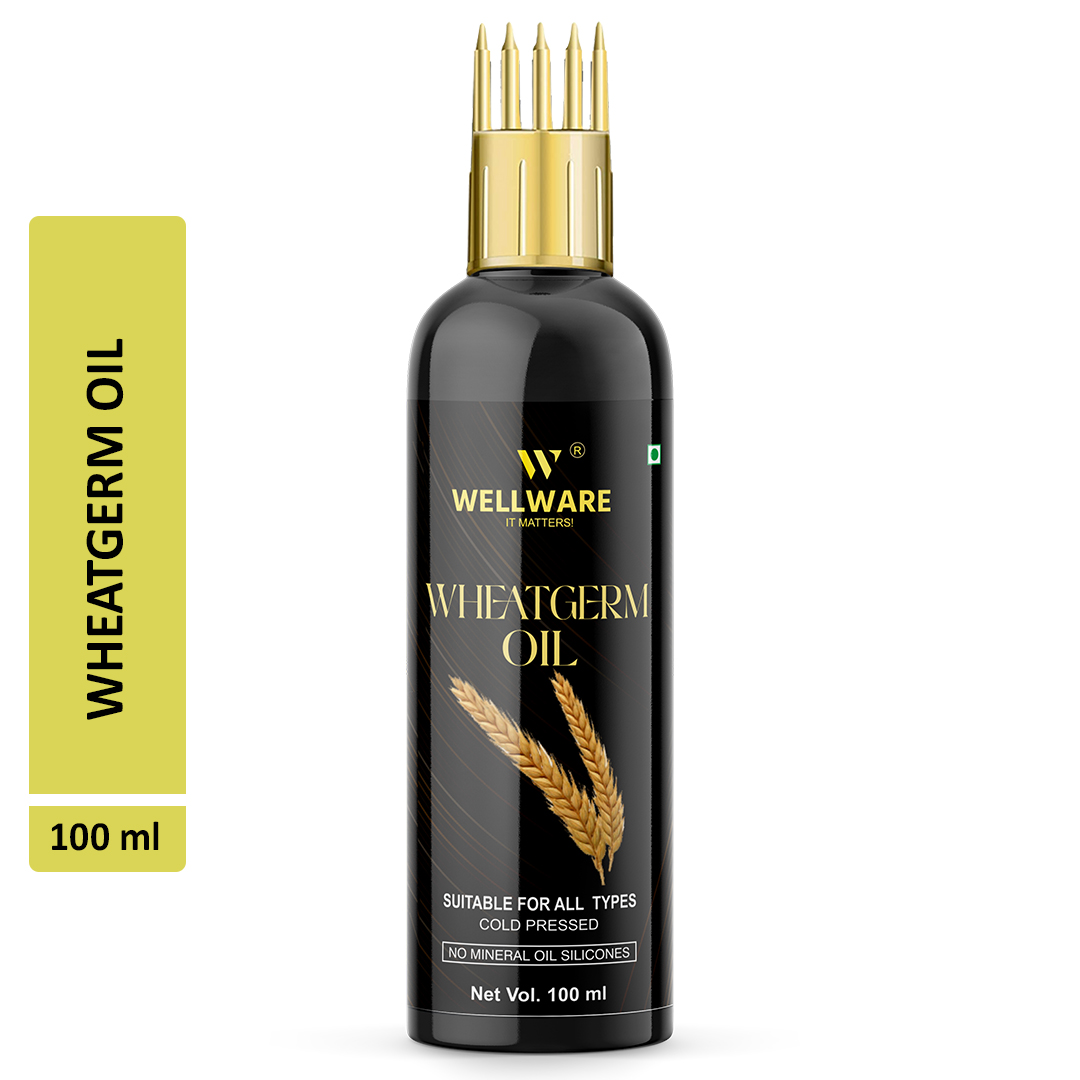 WHEATGERM OIL
100 ml
W ®
WELLWARE
IT MATTERS!
WHEATGERM
OIL
SUITABLE FOR ALL TYPES
COLD PRESSED
NO MINERAL OIL SILICONES
Net Vol. 100 ml